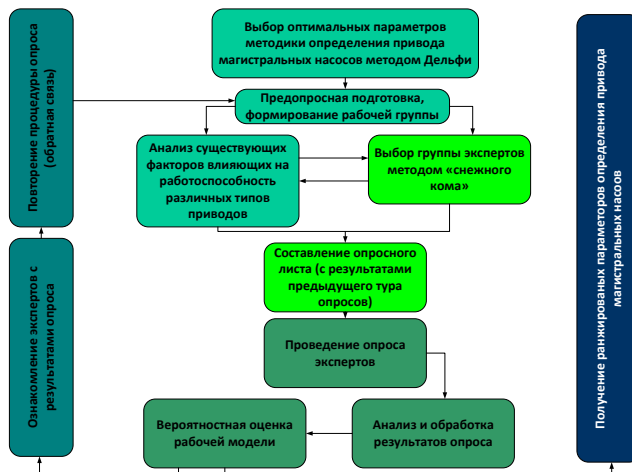 Выбор оптимальных параметров
методики определения привода
магистральных насосов методом Дельфи
Предопросная подготовка,
формирование рабочей группы
Анализ существующих
факторов влияющих на
работоспособность
различных типов
приводов
Выбор группы экспертов
методом «снежного
кома»
Составление опросного
листа (с результатами
предыдущего тура
опросов)
Проведение опроса
экспертов
Вероятностная оценка
рабочей модели
Анализ и обработка
результатов опроса
Повторение процедуры опроса
(обратная связь)
Ознакомление экспертов с
результатами опроса
Получение ранжированых параметоров определения привода
магистральных насоов